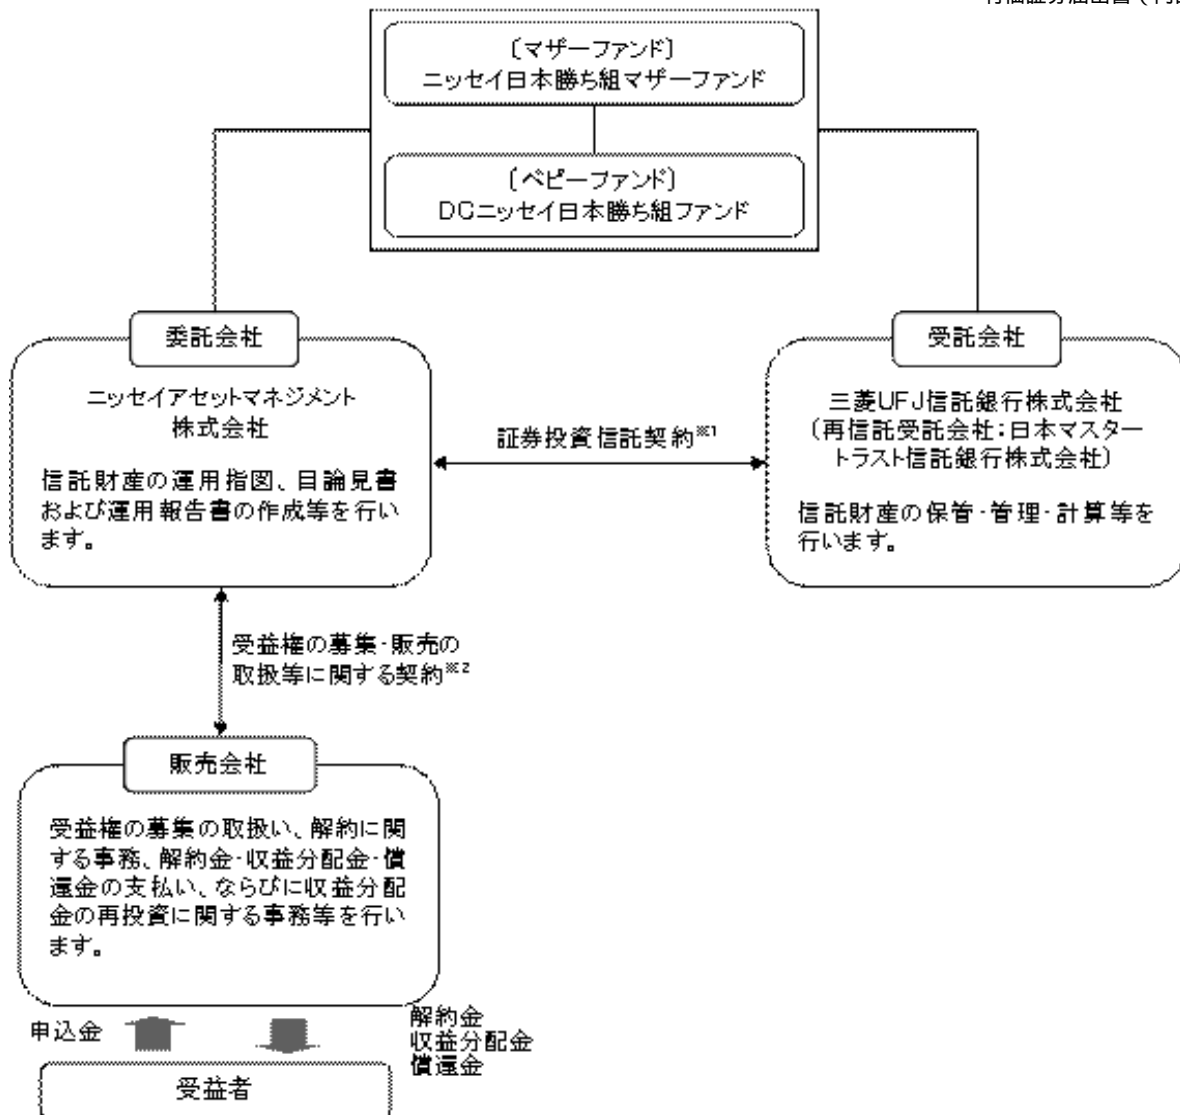 〔マザーファンド〕
ニッセイ日本勝ち組マザーファンド
〔ベビーファンド〕
DCニッセイ日本勝ち組ファンド
委託会社
ニッセイアセットマネジメント
株式会社
信託財産の運用指図、目論見書
および運用報告書の作成等を行い
ます。
証券投資信託契約※1
受託会社
三菱UFJ信託銀行株式会社
(再信託受託会社:日本マスター
トラスト信託銀行株式会社)
信託財産の保管・管理・計算等を
行います。
受益権の募集・販売の
取扱等に関する契約※2
販売会社
受益権の募集の取扱い、解約に関
する事務、解約金・収益分配金・償
還金の支払い、ならびに収益分配
金の再投資に関する事務等を行い
ます。
申込金
解約金
収益分配金
償還金
受益者